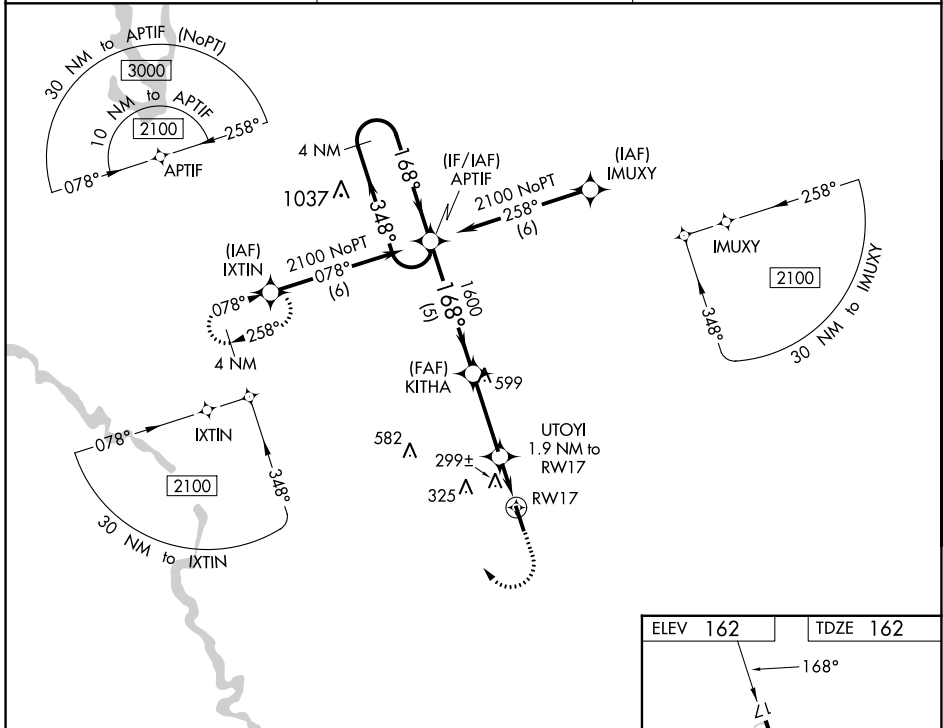 30 NM to APTIF (NoPT)
3000
10 NM to APTIF
2100
258°
078°
APTIF
4 NM
168°
(IF/IAF)
APTIF
(IAF)
IMUXY
1037
348°
2100 NoPT
258°
(6)
(IAF)
IXTIN
2100 NoPT
078°
(6)
078°
258°
4 NM
258°
IMUXY
2100
348°
30 NM to IMUXY
1600
168°
(5)
(FAF)
KITHA
599
078°
IXTIN
348°
2100
30 NM to IXTIN
582
299±
325
UTOYI
1.9 NM to
RW17
RW17
ELEV 162
TDZE 162
168°
17